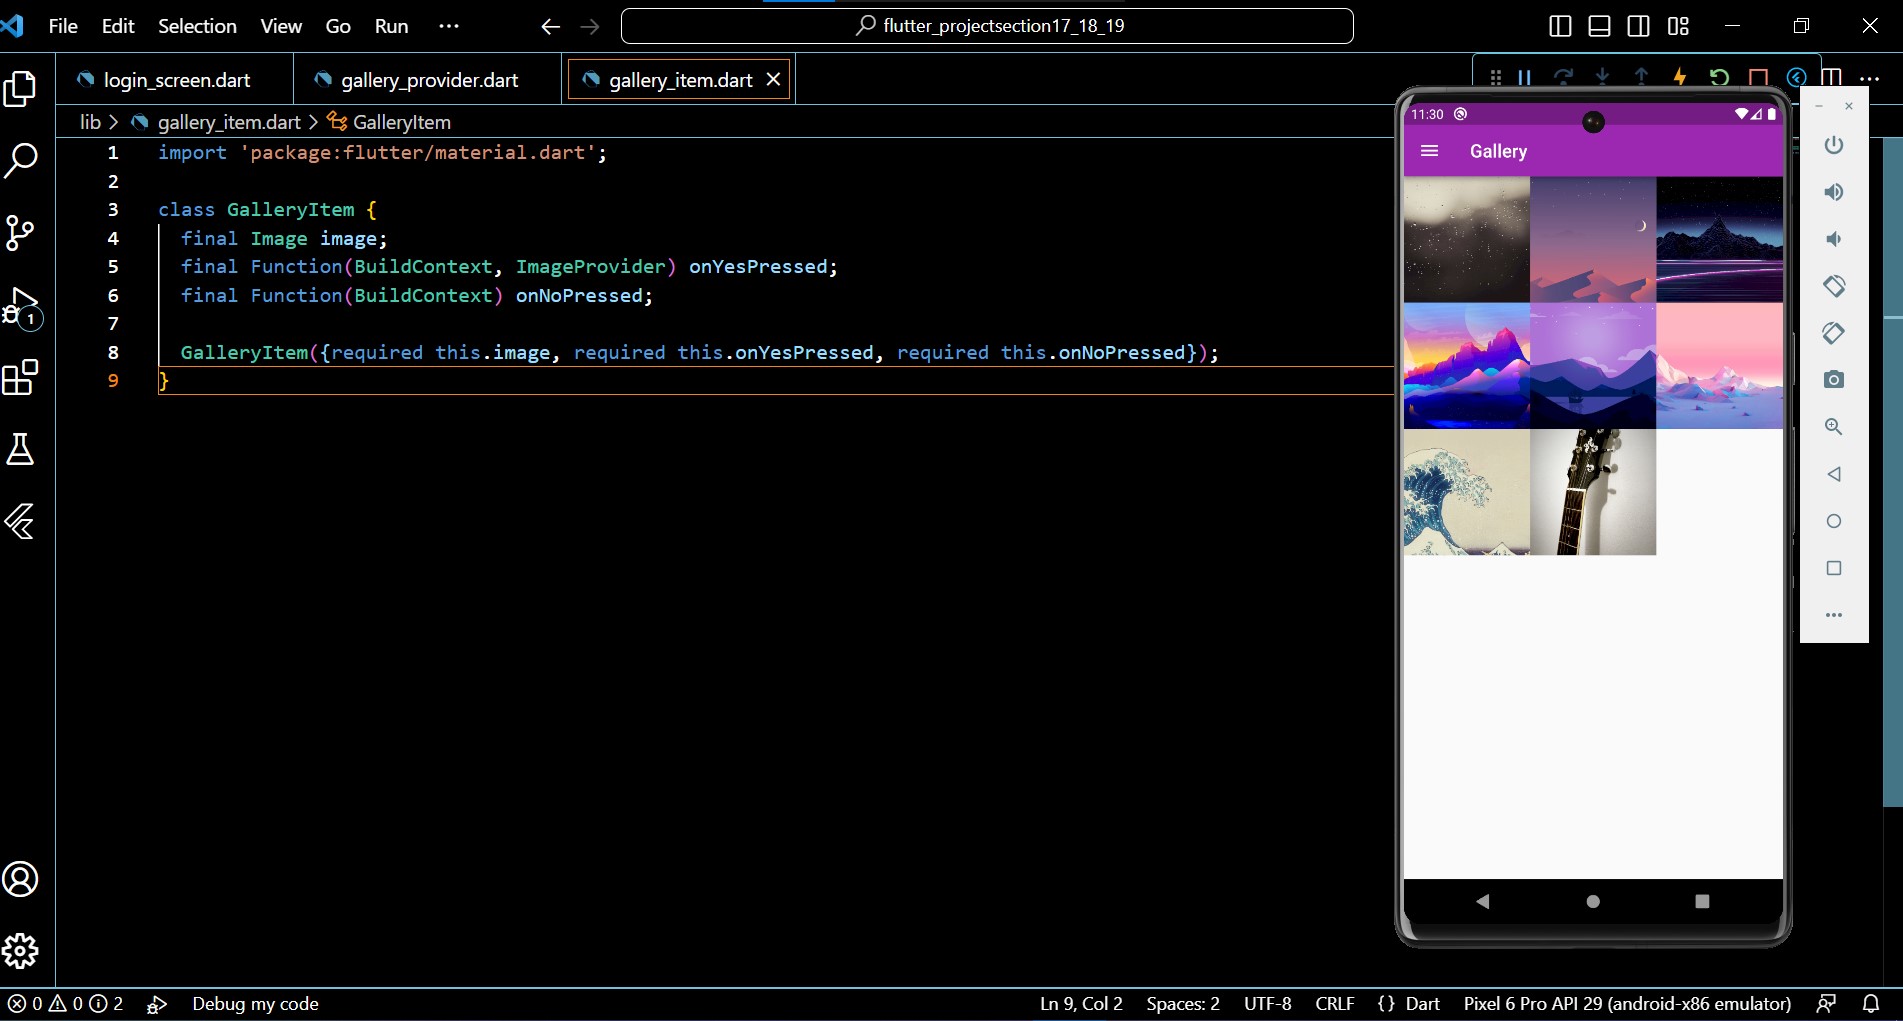 File Edit Selection View Go Run ··· flutter_projectsection17_18_19
login_screen.dart gallery_provider.dart gallery_item.dart
lib > gallery_item.dart > GalleryItem
1 import 'package:flutter/material.dart';
2
3 class GalleryItem {
4 final Image image;
5 final Function(BuildContext, ImageProvider) onYesPressed;
6 final Function(BuildContext) onNoPressed;
7
8 GalleryItem({required this.image, required this.onYesPressed, required this.onNoPressed});
9 }
1
11:30
Gallery
0 0 2 Debug my code Ln 9, Col 2 Spaces: 2 UTF-8 CRLF {} Dart Pixel 6 Pro API 29 (android-x86 emulator)